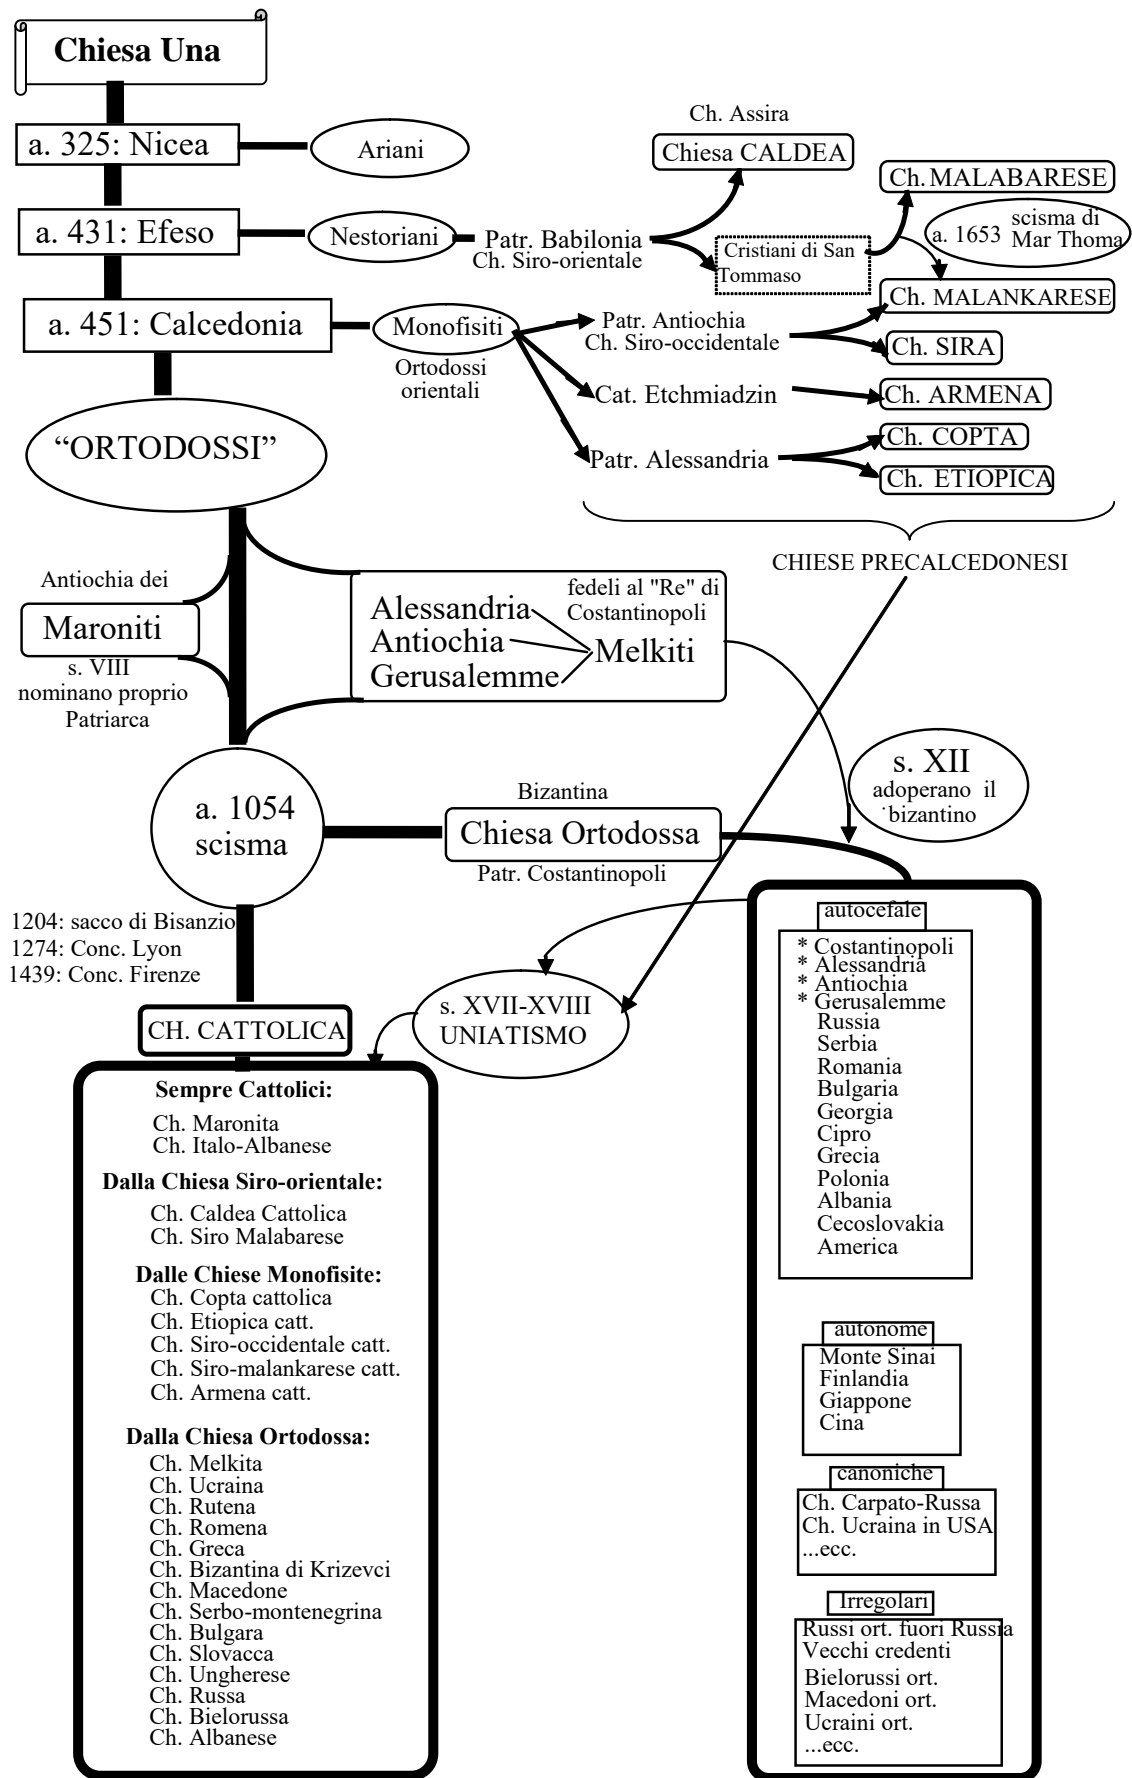 Chiesa Una
a. 325: Nicea
Ariani
Ch. Assira
Chiesa CALDEA
Ch. MALABARESE
a. 431: Efeso
Nestoriani
Patr. Babilonia
Ch. Siro-orientale
Cristiani di San
Tommaso
a. 1653
scisma di
Mar Thoma
Ch. MALANKARESE
a. 451: Calcedonia
Monofisiti
Ortodossi
orientali
Patr. Antiochia
Ch. Siro-occidentale
Ch. SIRA
Cat. Etchmiadzin
Ch. ARMENA
Patr. Alessandria
Ch. COPTA
Ch. ETIOPICA
“ORTODOSSI”
CHIESE PRECALCEDONESI
Antiochia dei
Maroniti
s. VIII
nominano proprio
Patriarca
fedeli al "Re" di
Costantinopoli
Alessandria
Antiochia
Gerusalemme
Melkiti
s. XII
adoperano il
bizantino
a. 1054
scisma
Bizantina
Chiesa Ortodossa
Patr. Costantinopoli
1204: sacco di Bisanzio
1274: Conc. Lyon
1439: Conc. Firenze
s. XVII-XVIII
UNIATISMO
CH. CATTOLICA
Sempre Cattolici:
Ch. Maronita
Ch. Italo-Albanese
Dalla Chiesa Siro-orientale:
Ch. Caldea Cattolica
Ch. Siro Malabarese
Dalle Chiese Monofisite:
Ch. Copta cattolica
Ch. Etiopica catt.
Ch. Siro-occidentale catt.
Ch. Siro-malankarese catt.
Ch. Armena catt.
Dalla Chiesa Ortodossa:
Ch. Melkita
Ch. Ucraina
Ch. Rutena
Ch. Romena
Ch. Greca
Ch. Bizantina di Krizevci
Ch. Macedone
Ch. Serbo-montenegrina
Ch. Bulgara
Ch. Slovacca
Ch. Ungherese
Ch. Russa
Ch. Bielorussa
Ch. Albanese
autocefale
* Costantinopoli
* Alessandria
* Antiochia
* Gerusalemme
Russia
Serbia
Romania
Bulgaria
Georgia
Cipro
Grecia
Polonia
Albania
Cecoslovakia
America
autonome
Monte Sinai
Finlandia
Giappone
Cina
canoniche
Ch. Carpato-Russa
Ch. Ucraina in USA
...ecc.
Irregolari
Russi ort. fuori Russia
Vecchi credenti
Bielorussi ort.
Macedoni ort.
Ucraini ort.
...ecc.